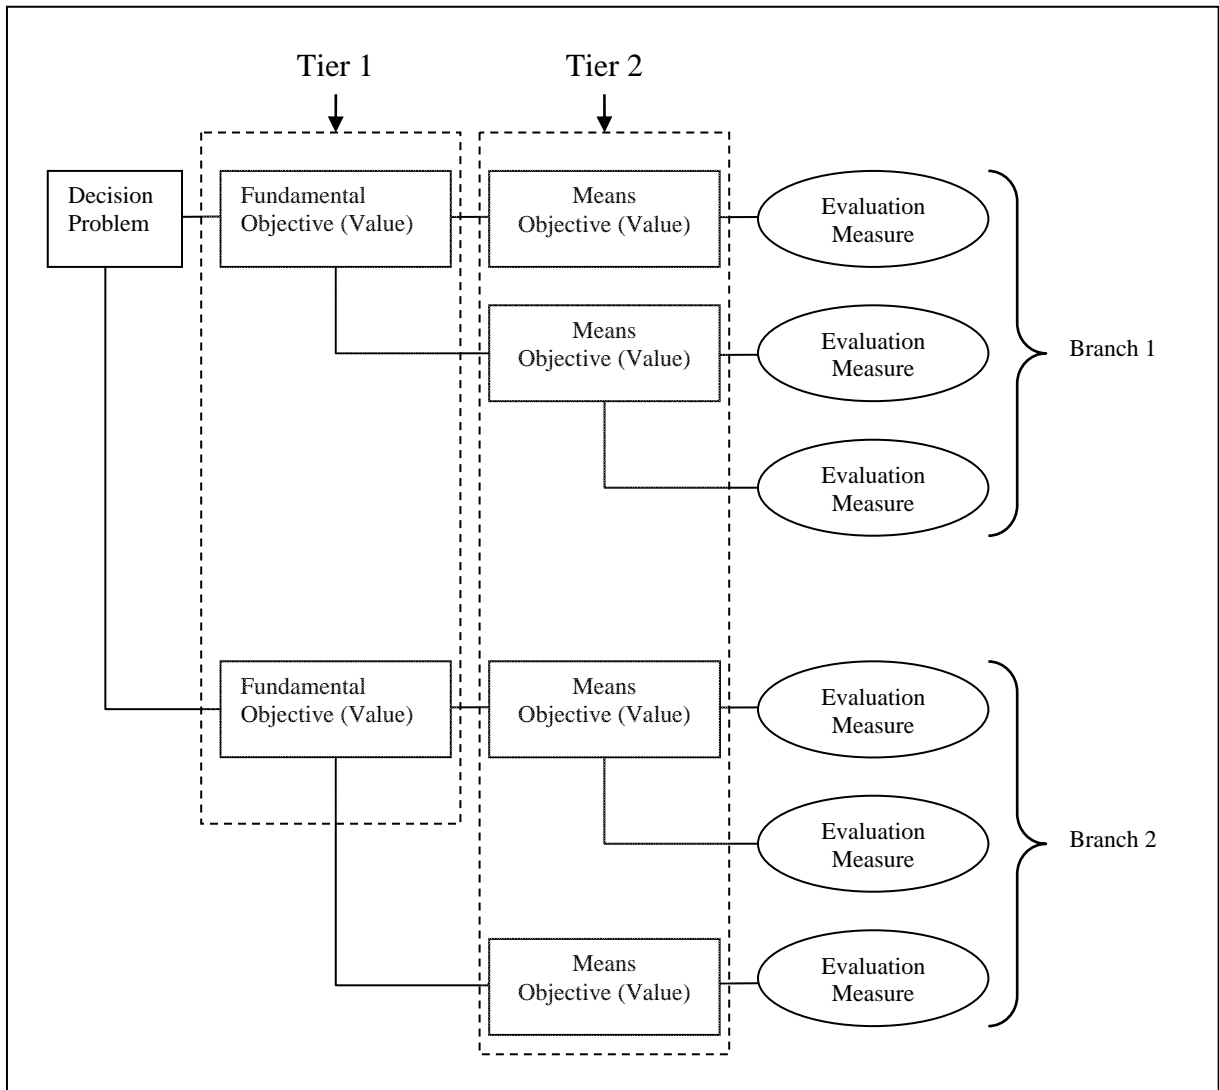 Tier 1
Tier 2
Decision
Problem
Fundamental
Objective (Value)
Means
Objective (Value)
Evaluation
Measure
Means
Objective (Value)
Evaluation
Measure
Branch 1
Evaluation
Measure
Fundamental
Objective (Value)
Means
Objective (Value)
Evaluation
Measure
Evaluation
Measure
Branch 2
Means
Objective (Value)
Evaluation
Measure